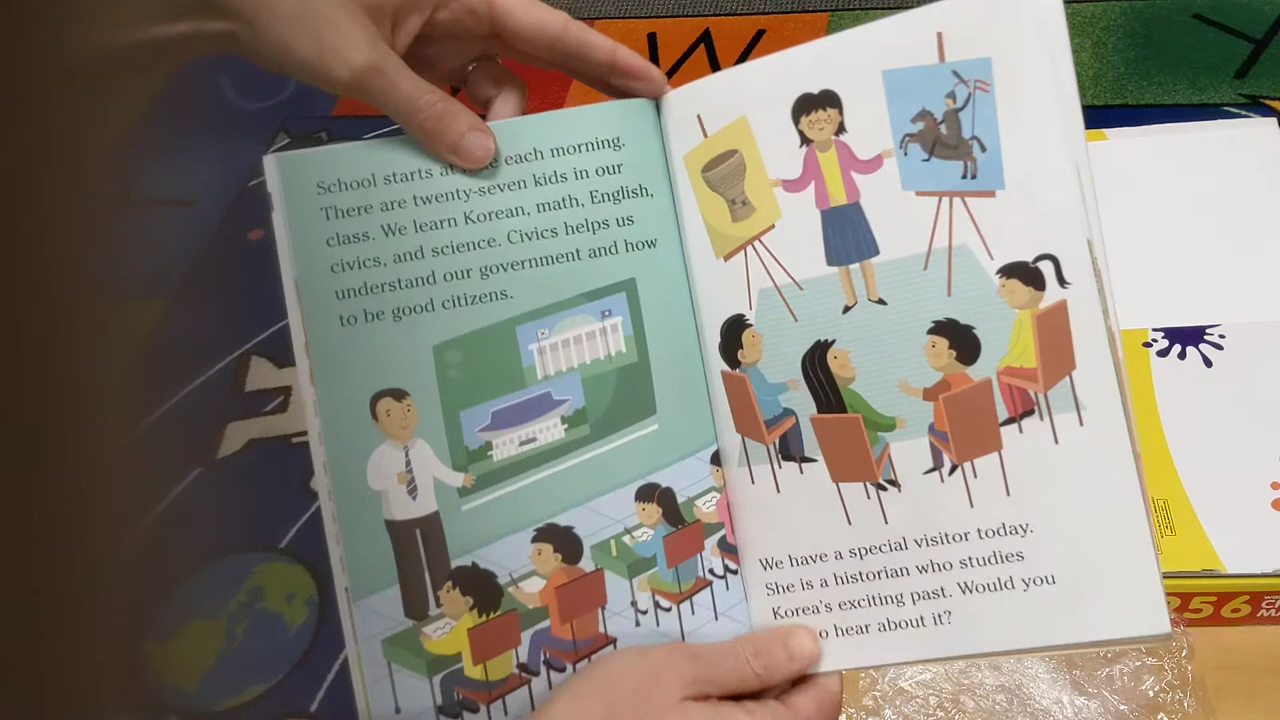 School starts at each morning.
There are twenty-seven kids in our
class. We learn Korean, math, English,
civics, and science. Civics helps us
understand our government and how
to be good citizens.
We have a special visitor today.
She is a historian who studies
Korea's exciting past. Would you
to hear about it?
W
256